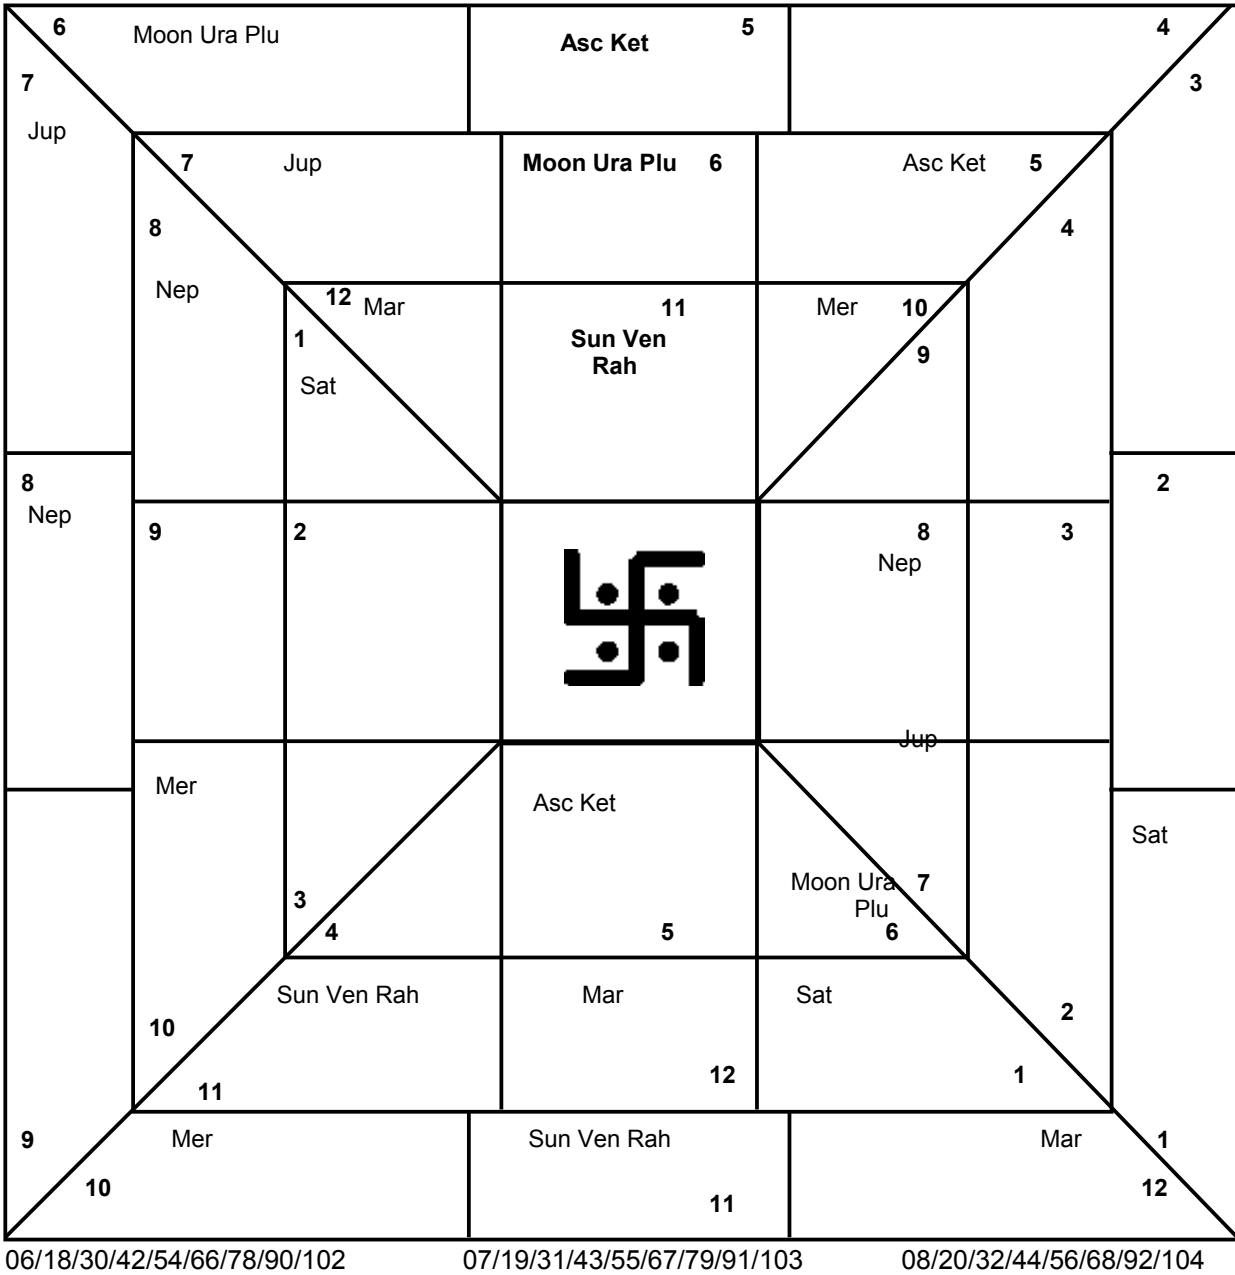 6 Moon Ura Plu Asc Ket 5 4
7 3
Jup
7 Jup Moon Ura Plu 6 Asc Ket 5
8 4
Nep
12 Mar 11 Mer 10
1 Sun Ven 9
Rah
Sat
8 2
Nep
9 2 8 3
Nep
Jup
Mer
Asc Ket
Sat
Moon Ura 7
Plu
3
4 5 6
Sun Ven Rah Mar Sat
2
10
12 1
11
9 Mer Sun Ven Rah Mar 1
10 12
11
06/18/30/42/54/66/78/90/102 07/19/31/43/55/67/79/91/103 08/20/32/44/56/68/92/104